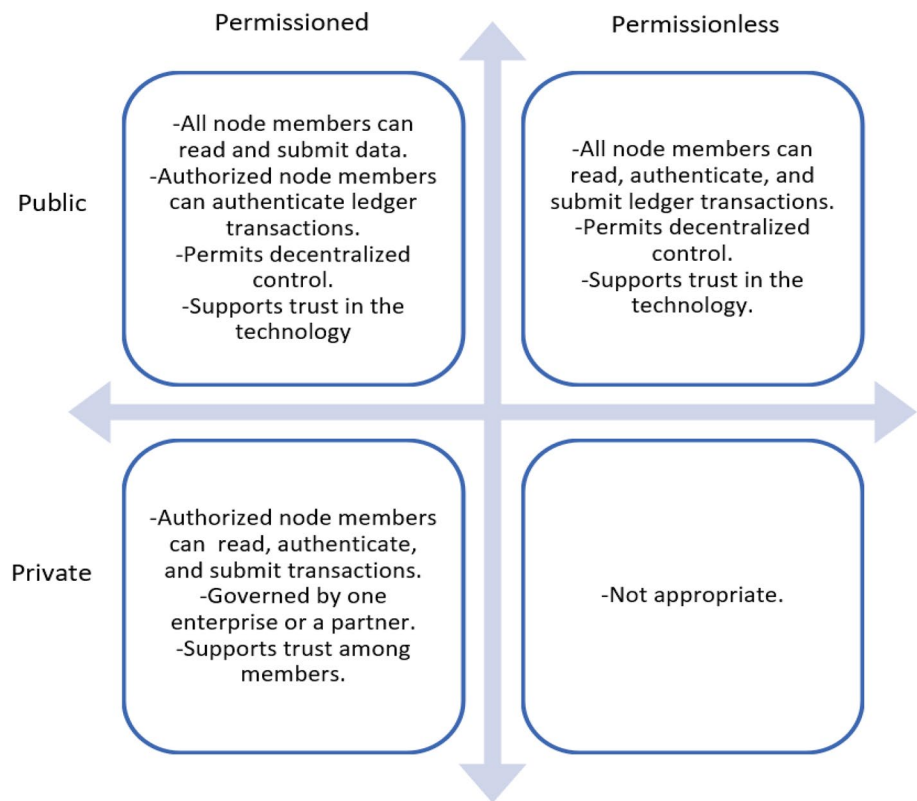 Permissioned
Permissionless
Public
-All node members can
read and submit data.
-Authorized node members
can authenticate ledger
transactions.
-Permits decentralized
control.
-Supports trust in the
technology
-All node members can
read, authenticate, and
submit ledger transactions.
-Permits decentralized
control.
-Supports trust in the
technology.
Private
-Authorized node members
can read, authenticate,
and submit transactions.
-Governed by one
enterprise or a partner.
-Supports trust among
members.
-Not appropriate.